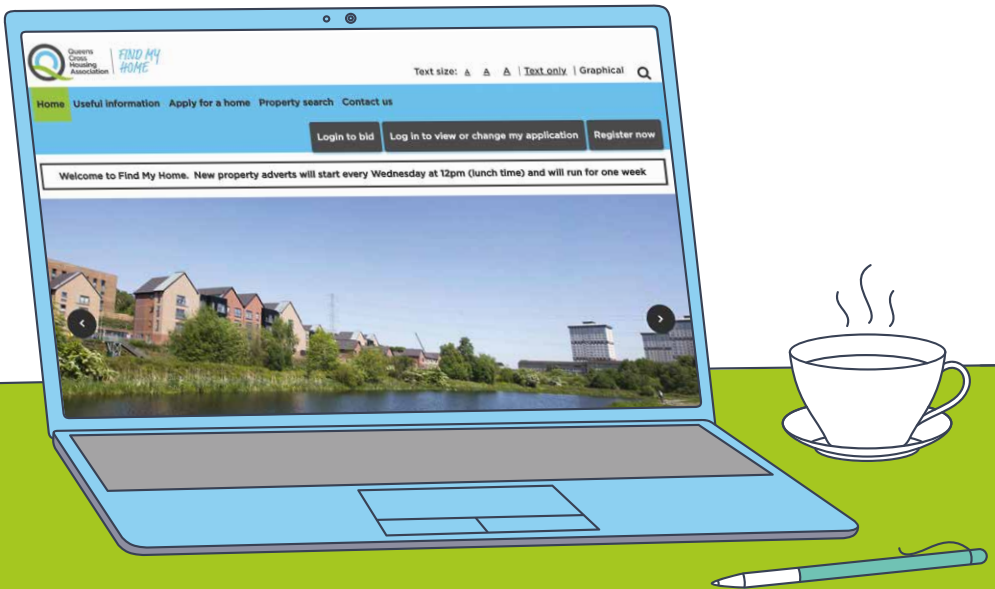 Queens
Cross
Housing
Association
FIND MY
HOME
Text size: A A A | Text only | Graphical
Home Useful information Apply for a home Property search Contact us
Login to bid Log in to view or change my application Register now
Welcome to Find My Home. New property adverts will start every Wednesday at 12pm (lunch time) and will run for one week